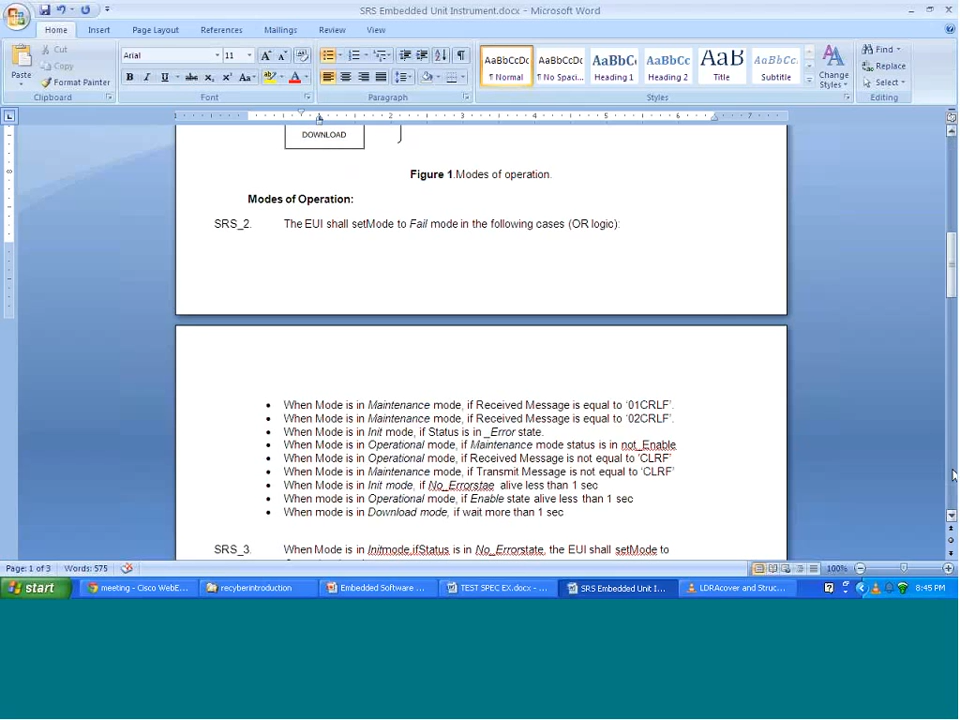 SRS Embedded Unit Instrument.docx - Microsoft Word
Home Insert Page Layout References Mailings Review View
Paste
Cut
Copy
Format Painter
Clipboard
Arial 11
Font
Paragraph
AaBbCcDc AaBbCcDc AaBbCc AaBbCc AaBb( AaBbCc.
¶ Normal ¶ No Spaci... Heading 1 Heading 2 Title Subtitle
Change Styles
Styles
Find
Replace
Select
Editing
1 1 2 3 4 5 6 7
DOWNLOAD
Figure 1.Modes of operation.
Modes of Operation:
SRS_2. The EUI shall setMode to Fail mode in the following cases (OR logic):
• When Mode is in Maintenance mode, if Received Message is equal to ‘01CRLF’.
• When Mode is in Maintenance mode, if Received Message is equal to ‘02CRLF’.
• When Mode is in Init mode, if Status is in _Error state.
• When Mode is in Operational mode, if Maintenance mode status is in not_Enable
• When Mode is in Operational mode, if Received Message is not equal to ‘CLRF’
• When Mode is in Maintenance mode, if Transmit Message is not equal to ‘CLRF’
• When Mode is in Init mode, if No_Errorstae alive less than 1 sec
• When mode is in Operational mode, if Enable state alive less than 1 sec
• When mode is in Download mode, if wait more than 1 sec
SRS_3. When Mode is in Initmode,ifStatus is in No_Errorstate, the EUI shall setMode to
Page: 1 of 3 Words: 575 100%
start meeting - Cisco WebE... recyberintroduction Embedded Software ... TEST SPEC EX.docx -... SRS Embedded Unit I... LDRAcover and Struc... 8:45 PM